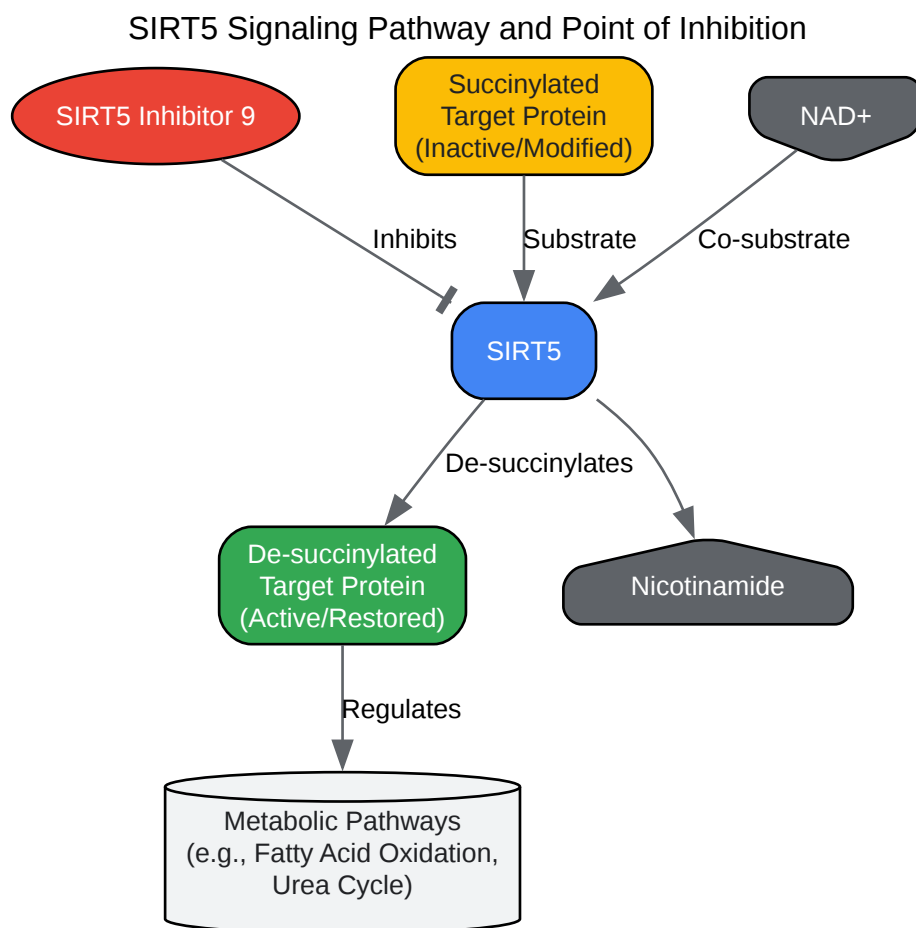 SIRT5 Signaling Pathway and Point of Inhibition
SIRT5 Inhibitor 9
Succinylated
Target Protein
(Inactive/Modified)
NAD+
Inhibits
Substrate
Co-substrate
SIRT5
De-succinylates
De-succinylated
Target Protein
(Active/Restored)
Nicotinamide
Regulates
Metabolic Pathways
(e.g., Fatty Acid Oxidation,
Urea Cycle)